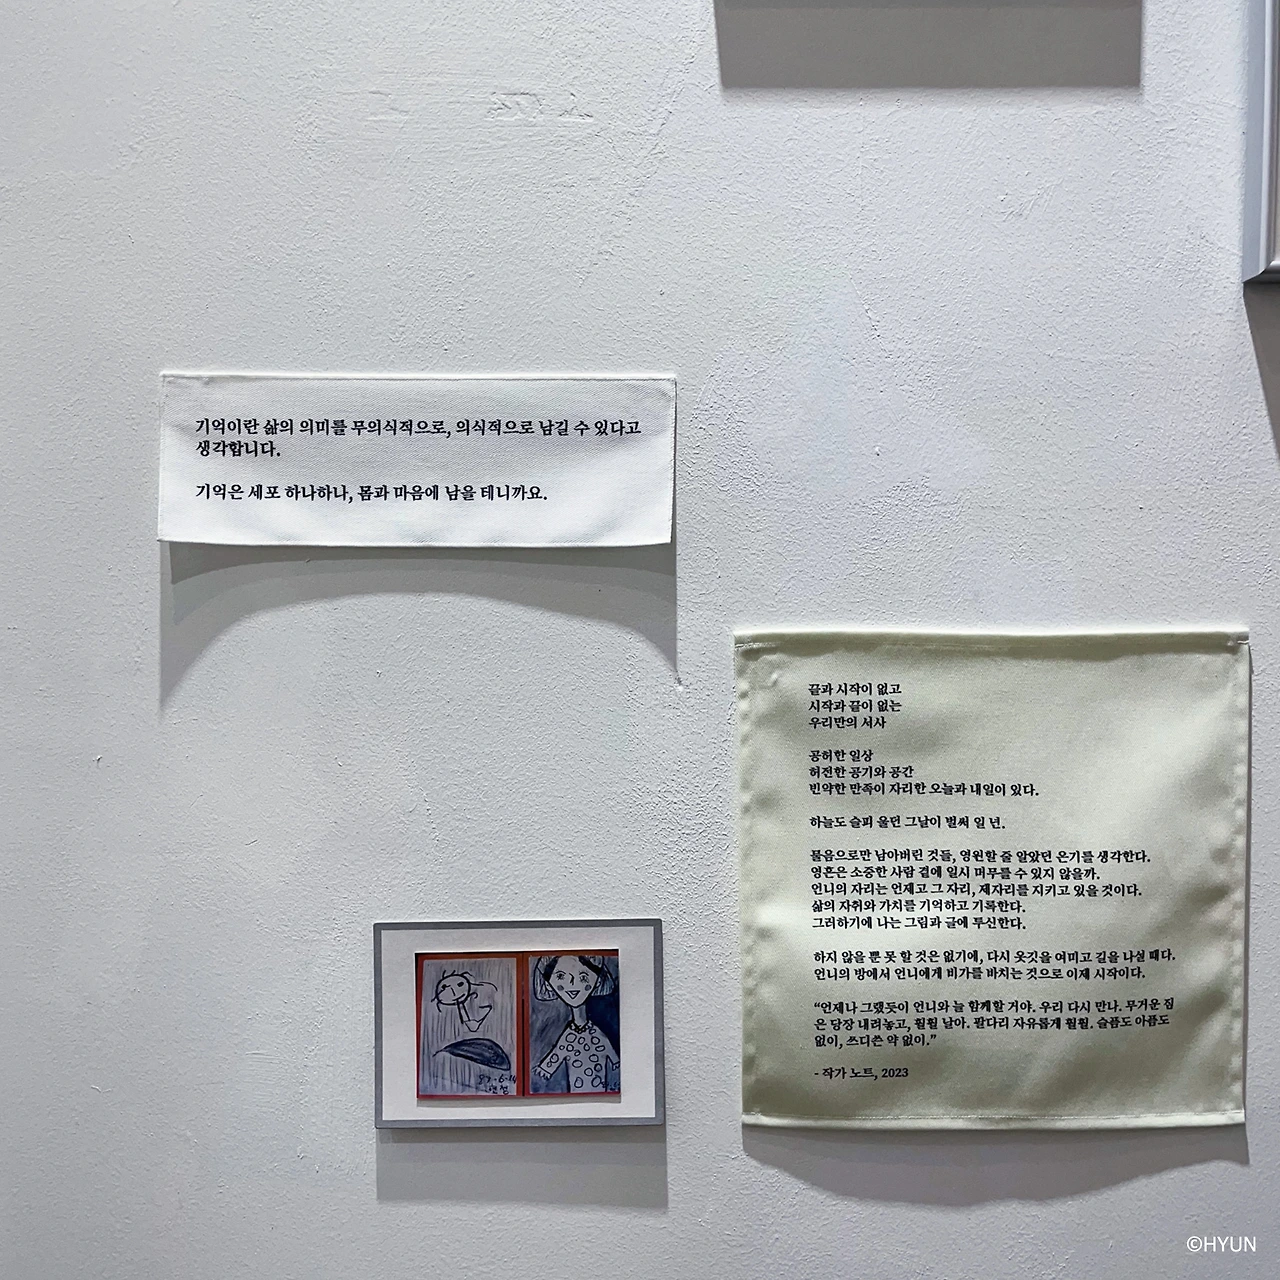 기억이란 삶의 의미를 무의식적으로, 의식적으로 남길 수 있다고
생각합니다.
기억은 세포 하나하나, 몸과 마음에 남을 테니까요.
끝과 시작이 없고
시작과 끝이 없는
우리만의 서사
공허한 일상
허전한 공기와 공간
빈약한 만족이 자리한 오늘과 내일이 있다.
하늘도 슬피 울던 그날이 벌써 일 년.
물음으로만 남아버린 것들, 영원할 줄 알았던 온기를 생각한다.
영혼은 소중한 사람 곁에 일시 머무를 수 있지 않을까.
언니의 자리는 언제고 그 자리, 제자리를 지키고 있을 것이다.
삶의 자취와 가치를 기억하고 기록한다.
그러하기에 나는 그림과 글에 투신한다.
하지 않을 뿐 못 할 것은 없기에, 다시 옷깃을 여미고 길을 나설 때다.
언니의 방에서 언니에게 비가를 바치는 것으로 이제 시작이다.
“언제나 그랬듯이 언니와 늘 함께할 거야. 우리 다시 만나. 무거운 짐
은 당장 내려놓고, 훨훨 날아. 팔다리 자유롭게 훨훨. 슬픔도 아픔도
없이, 쓰디쓴 약 없이.”
- 작가 노트, 2023
87-6-14
©HYUN